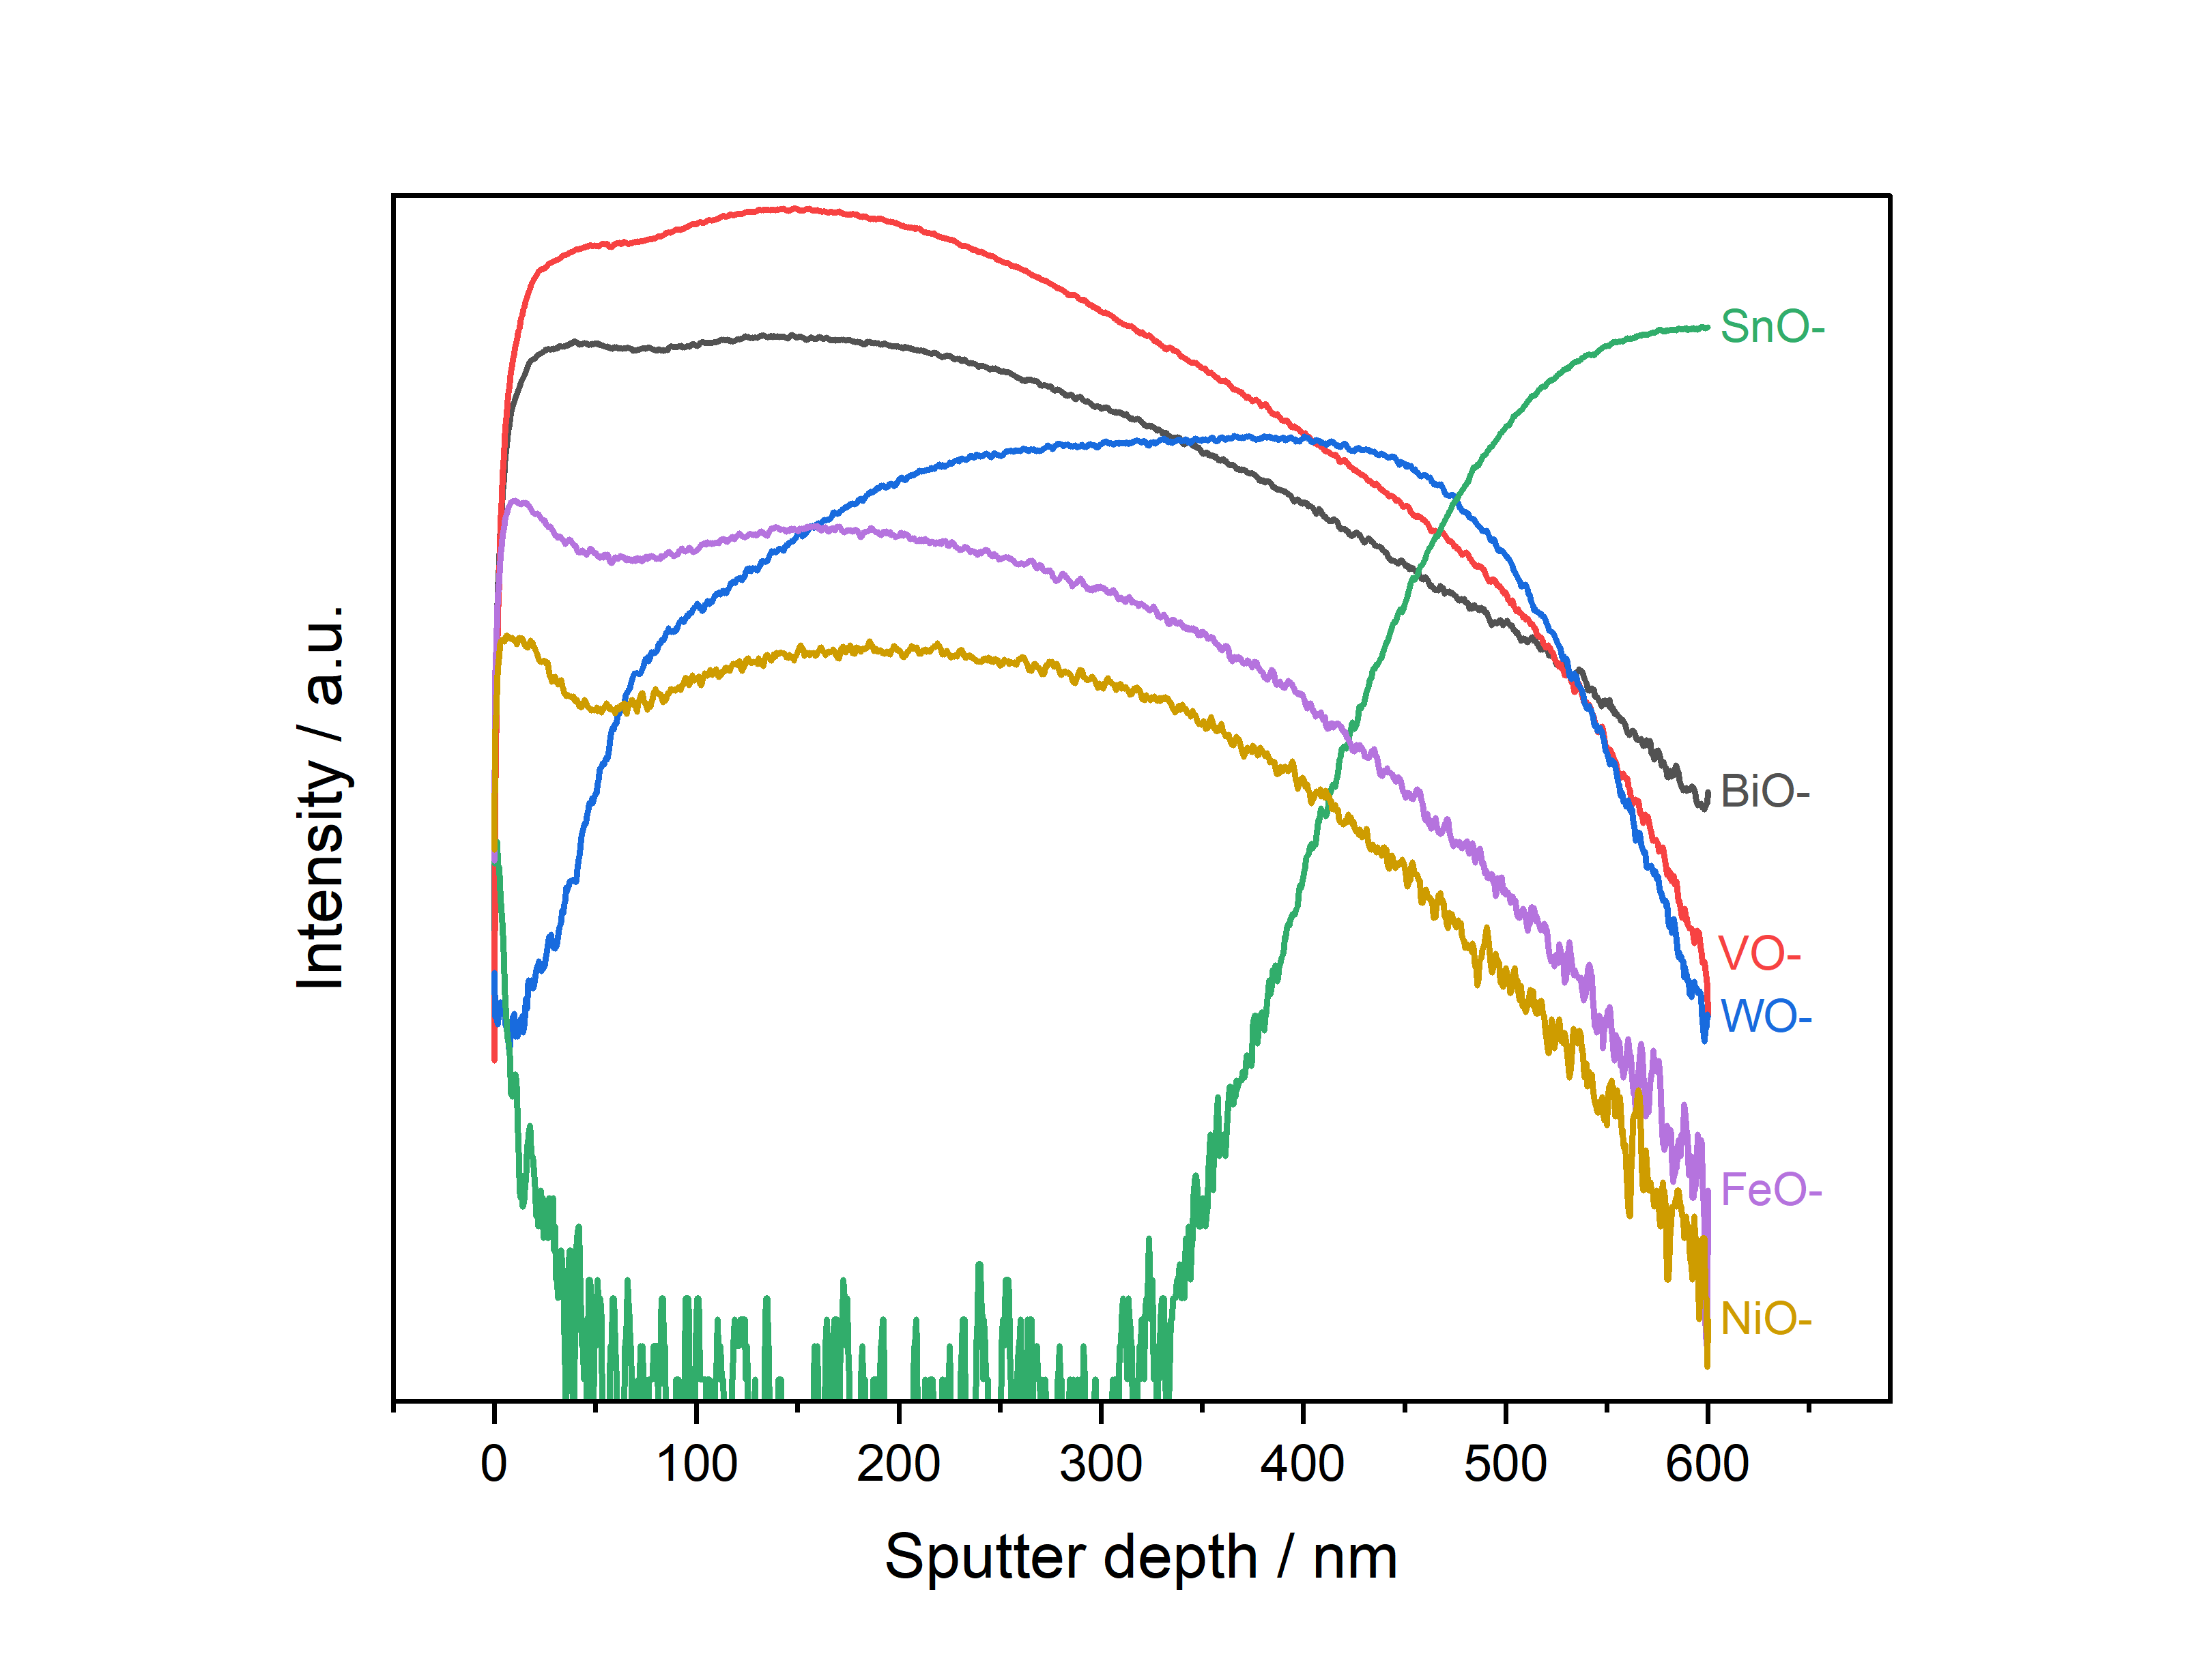 Intensity / a.u.
SnO-
BiO-
VO-
WO-
FeO-
NiO-
0 100 200 300 400 500 600
Sputter depth / nm